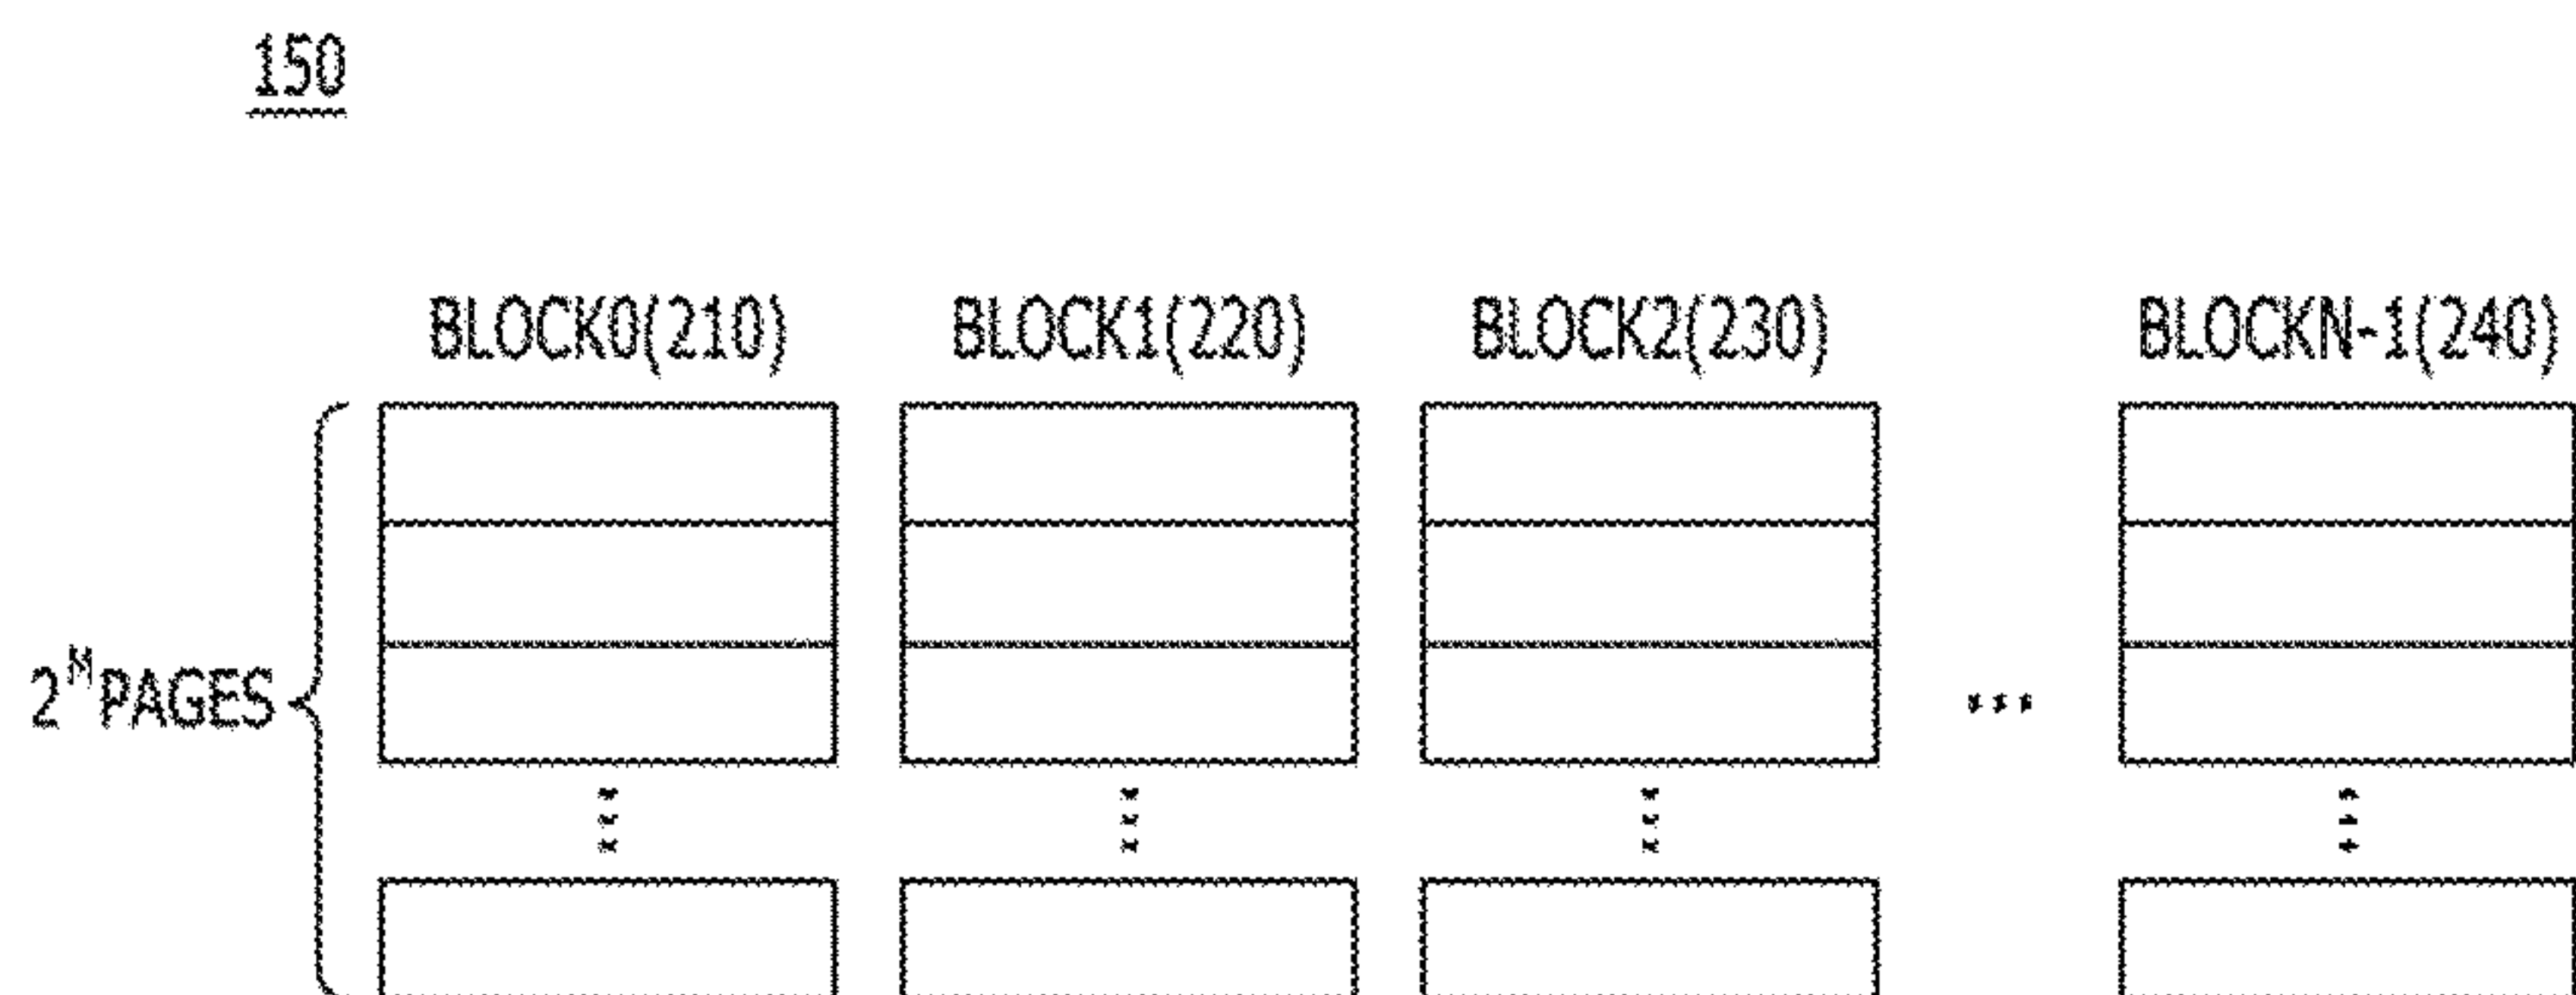 150
BLOCK0(210) BLOCK1(220) BLOCK2(230) BLOCKN-1(240)
2^M PAGES
...